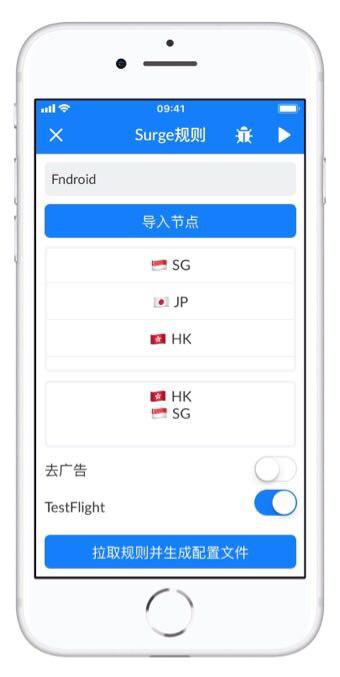 09:41
Surge规则
Fndroid
导入节点
SG
JP
HK
HK
SG
去广告
TestFlight
拉取规则并生成配置文件